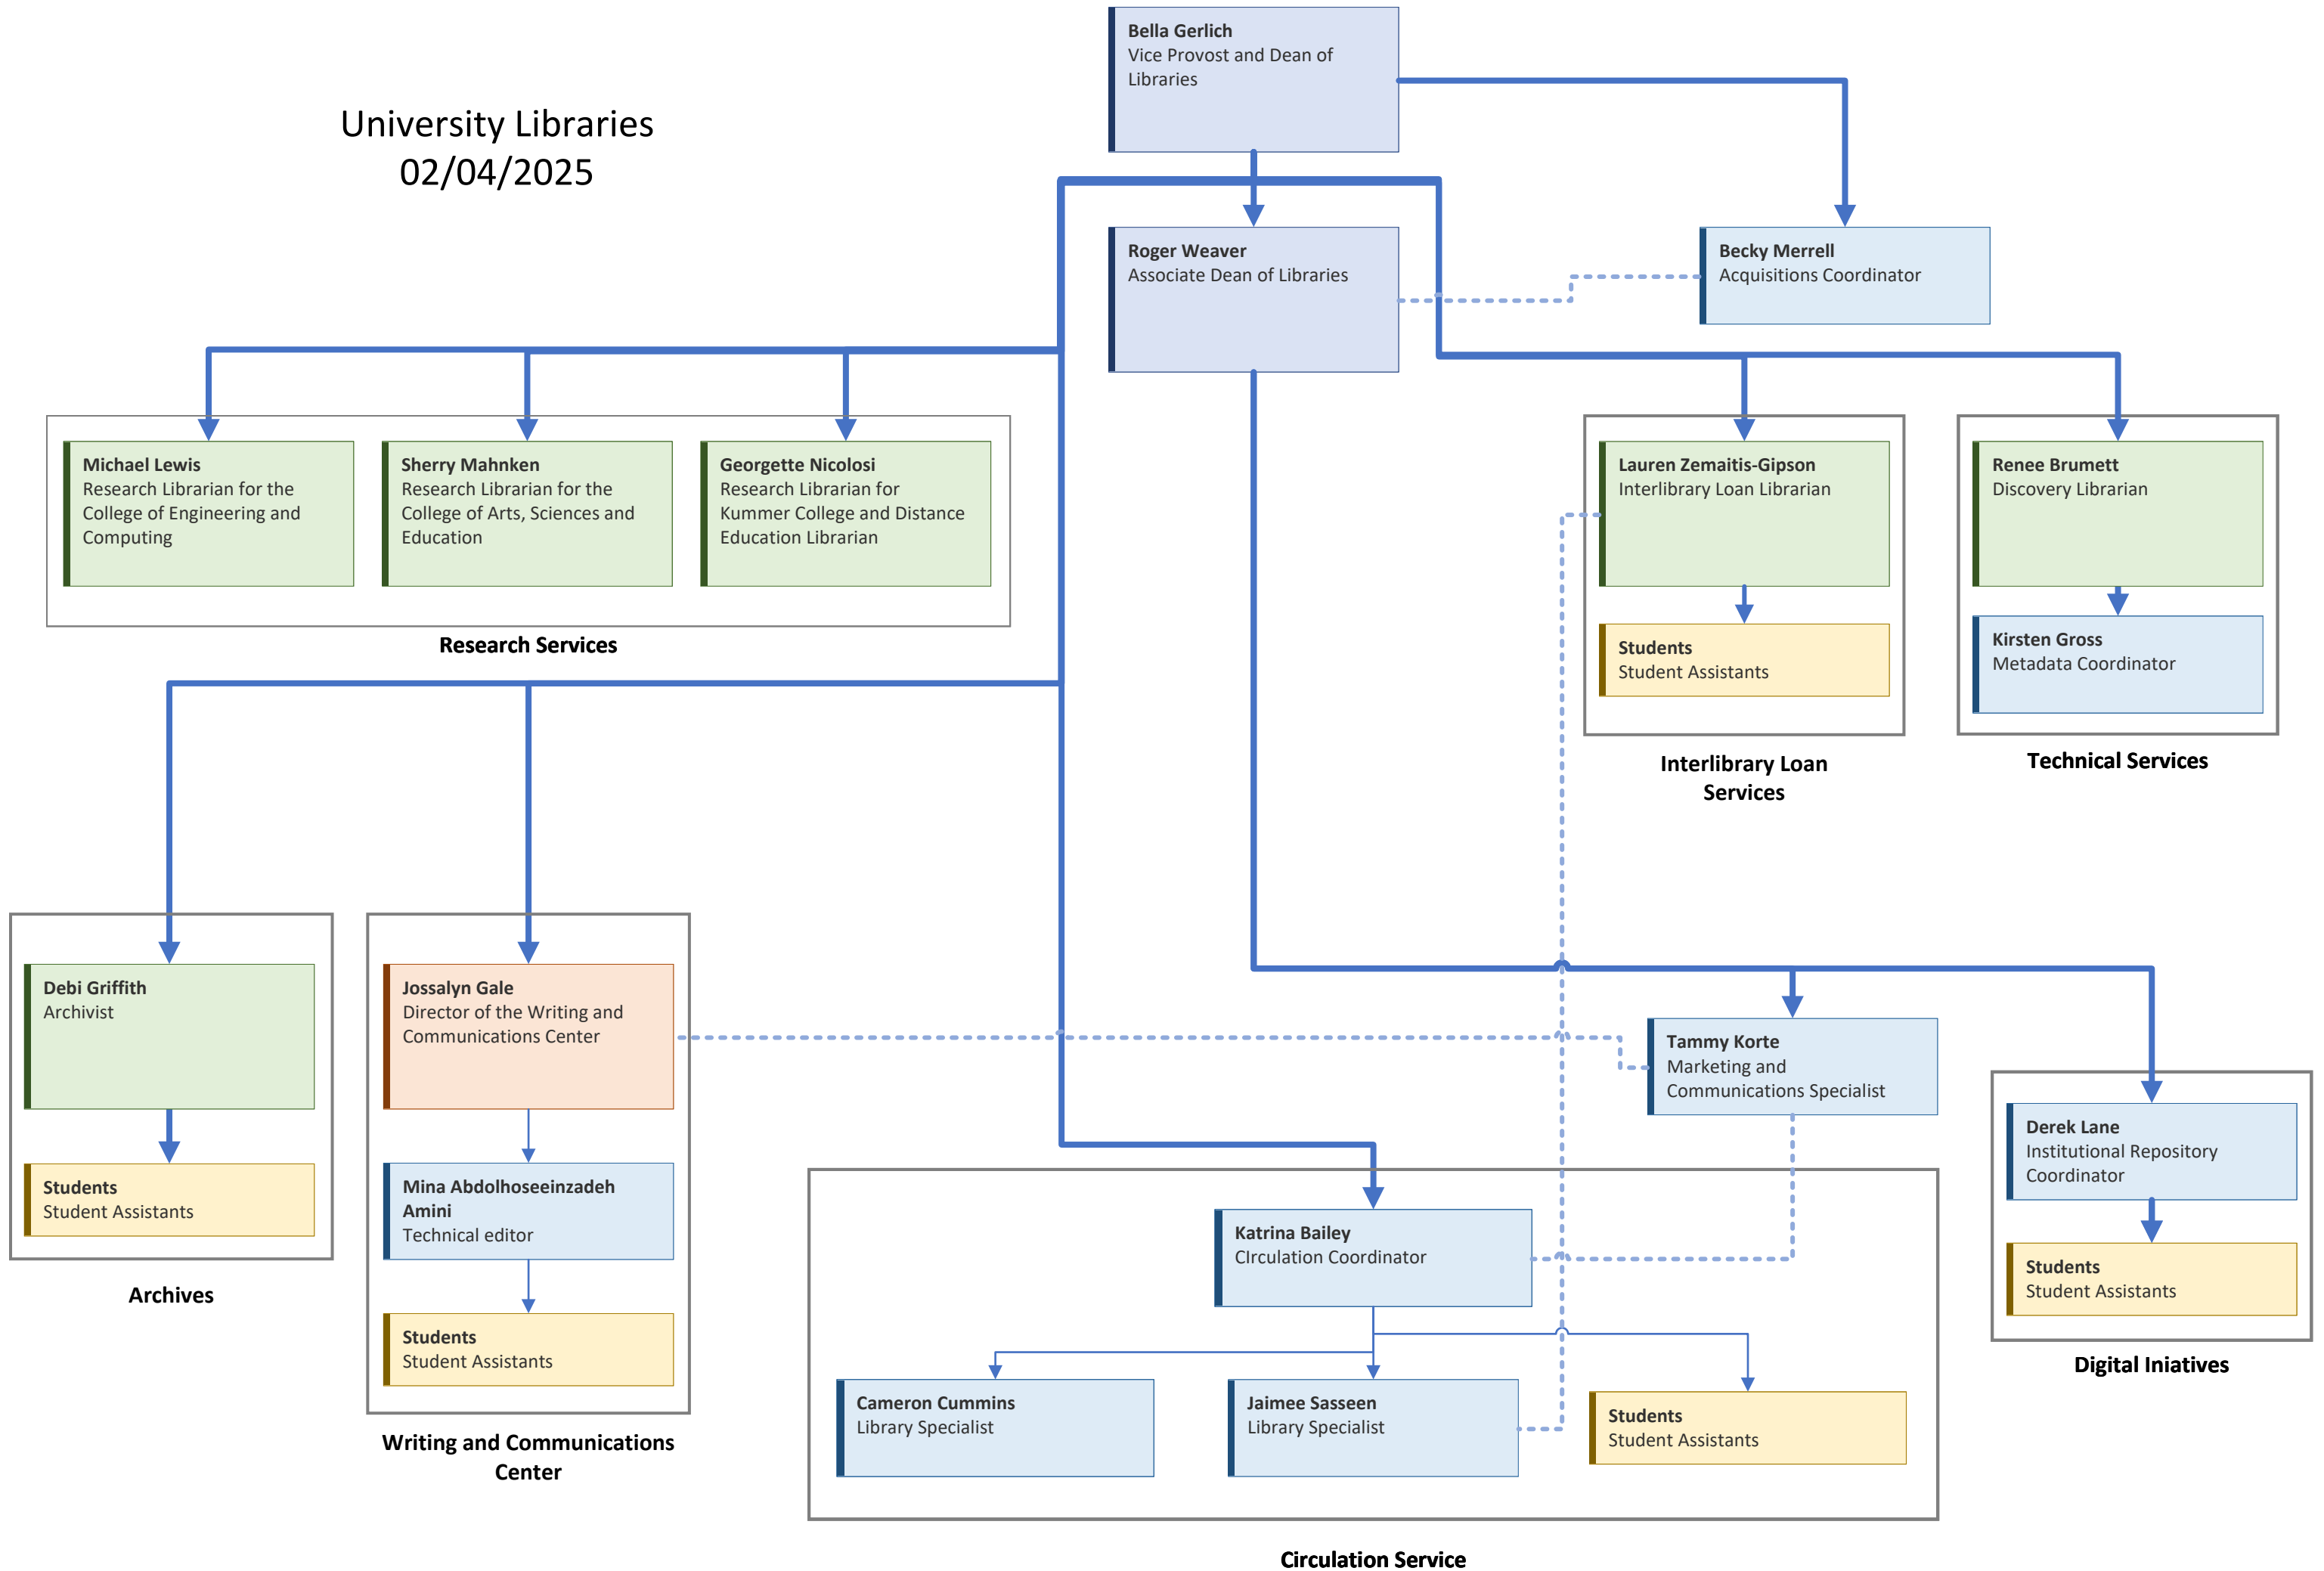 Bella Gerlich
Vice Provost and Dean of
Libraries
University Libraries
02/04/2025
Roger Weaver
Associate Dean of Libraries
Becky Merrell
Acquisitions Coordinator
Michael Lewis
Research Librarian for the
College of Engineering and
Computing
Sherry Mahnken
Research Librarian for the
College of Arts, Sciences and
Education
Georgette Nicolosi
Research Librarian for
Kummer College and Distance
Education Librarian
Research Services
Lauren Zemaitis-Gipson
Interlibrary Loan Librarian
Students
Student Assistants
Interlibrary Loan
Services
Renee Brumett
Discovery Librarian
Kirsten Gross
Metadata Coordinator
Technical Services
Debi Griffith
Archivist
Students
Student Assistants
Archives
Jossalyn Gale
Director of the Writing and
Communications Center
Mina Abdolhoseeinzadeh
Amini
Technical editor
Students
Student Assistants
Writing and Communications
Center
Tammy Korte
Marketing and
Communications Specialist
Derek Lane
Institutional Repository
Coordinator
Students
Student Assistants
Digital Iniatives
Katrina Bailey
CIrculation Coordinator
Cameron Cummins
Library Specialist
Jaimee Sasseen
Library Specialist
Students
Student Assistants
Circulation Service